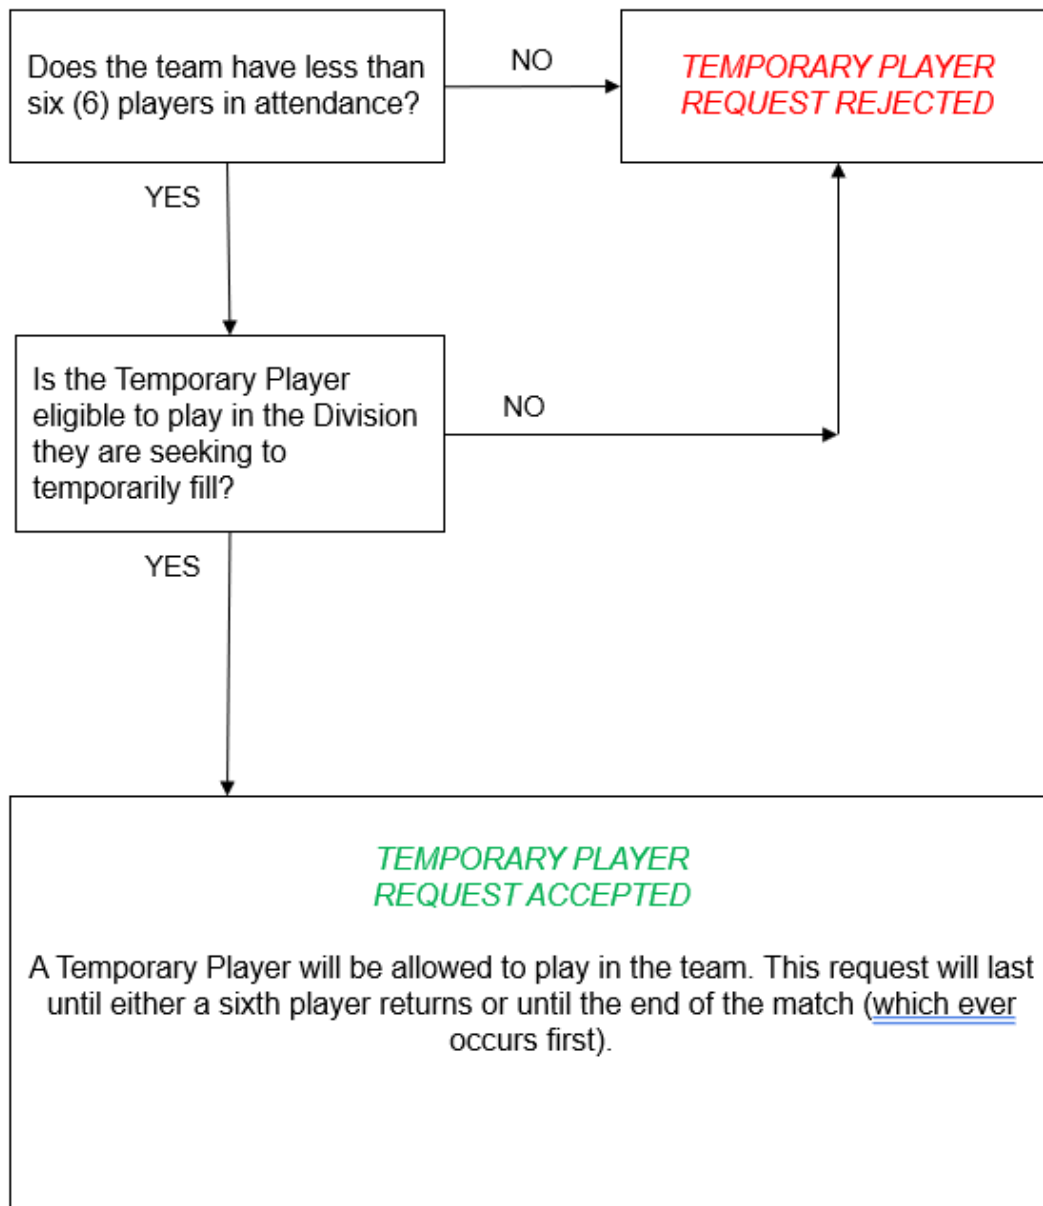 Does the team have less than
six (6) players in attendance?
NO
TEMPORARY PLAYER
REQUEST REJECTED
YES
Is the Temporary Player
eligible to play in the Division
they are seeking to
temporarily fill?
NO
YES
TEMPORARY PLAYER
REQUEST ACCEPTED
A Temporary Player will be allowed to play in the team. This request will last
until either a sixth player returns or until the end of the match (which ever
occurs first).